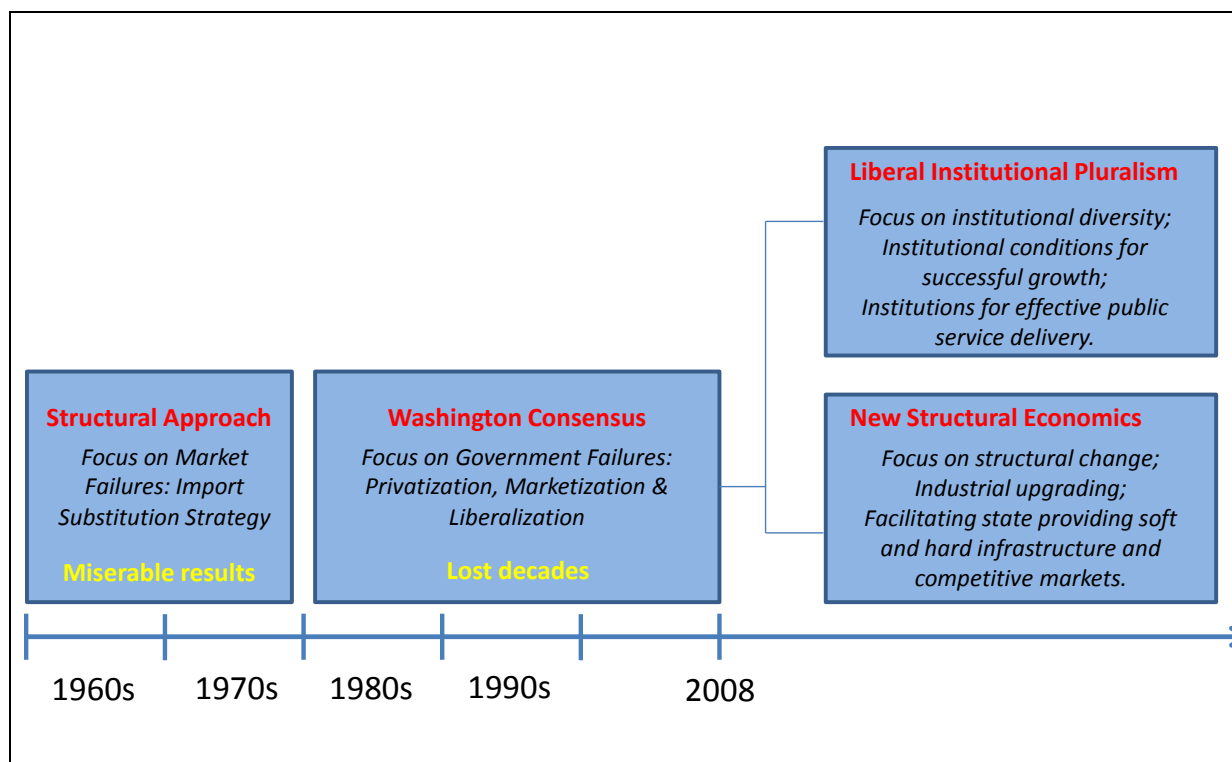 Liberal Institutional Pluralism
Focus on institutional diversity;
Institutional conditions for
successful growth;
Institutions for effective public
service delivery.
Structural Approach
Focus on Market
Failures: Import
Substitution Strategy
Miserable results
Washington Consensus
Focus on Government Failures:
Privatization, Marketization &
Liberalization
Lost decades
New Structural Economics
Focus on structural change;
Industrial upgrading;
Facilitating state providing soft
and hard infrastructure and
competitive markets.
1960s
1970s
1980s
1990s
2008